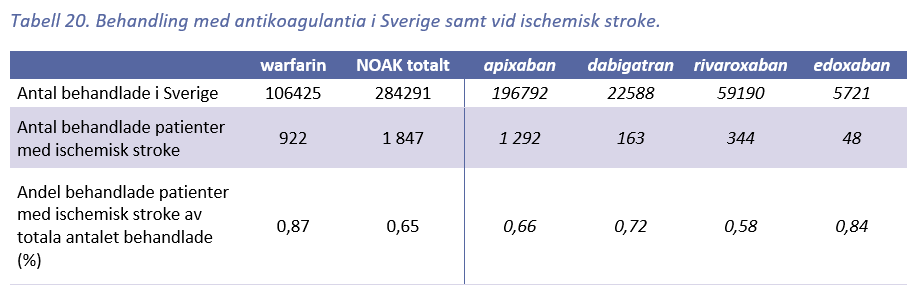 Tabell 20. Behandling med antikoagulantia i Sverige samt vid ischemisk stroke.
warfarin NOAK totalt apixaban dabigatran rivaroxaban edoxaban
Antal behandlade i Sverige 106425 284291 196792 22588 59190 5721
Antal behandlade patienter
med ischemisk stroke 922 1 847 1 292 163 344 48
Andel behandlade patienter
med ischemisk stroke av
totala antalet behandlade 0,87 0,65 0,66 0,72 0,58 0,84
(%)